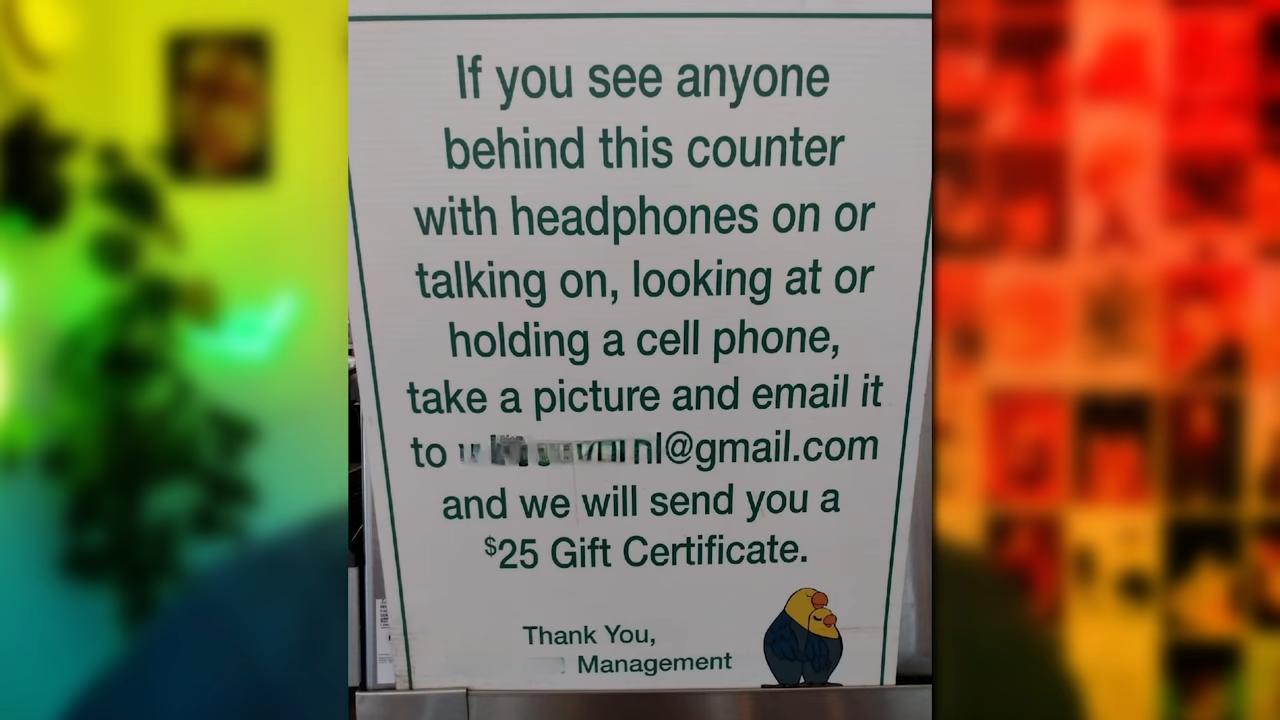 If you see anyone
behind this counter
with headphones on or
talking on, looking at or
holding a cell phone,
take a picture and email it
to nl@gmail.com
and we will send you a
$25 Gift Certificate.
Thank You,
Management